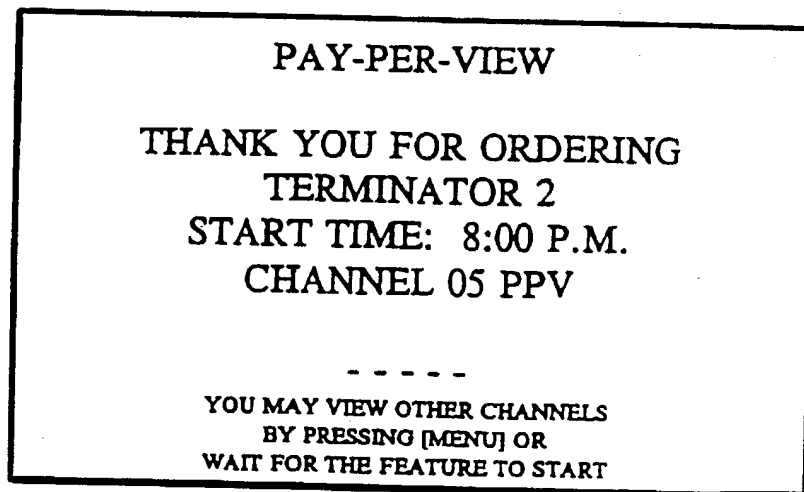 PAY-PER-VIEW
THANK YOU FOR ORDERING
TERMINATOR 2
START TIME: 8:00 P.M.
CHANNEL 05 PPV
- - - - -
YOU MAY VIEW OTHER CHANNELS
BY PRESSING [MENU] OR
WAIT FOR THE FEATURE TO START